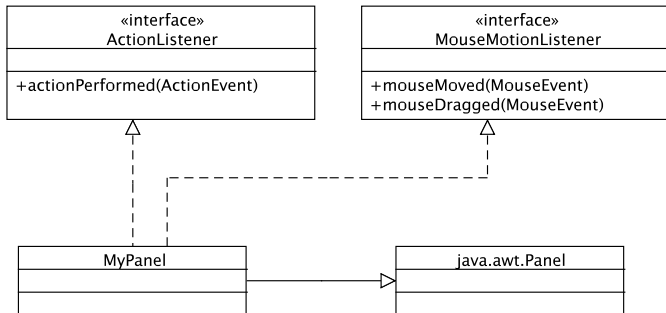 «interface»
ActionListener
+actionPerformed(ActionEvent)
«interface»
MouseMotionListener
+mouseMoved(MouseEvent)
+mouseDragged(MouseEvent)
MyPanel
java.awt.Panel